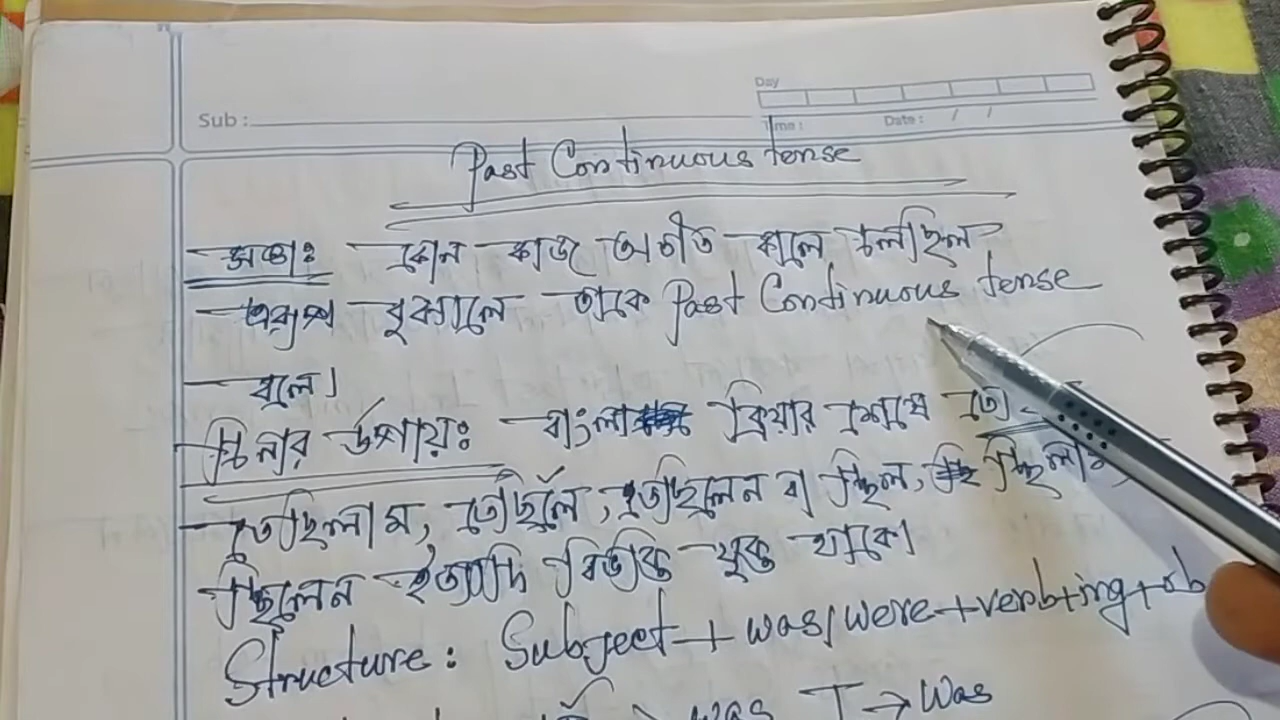 Day
Sub :
Time : Date : / /
Past Continuous tense
সংজ্ঞাঃ কোন কাজ অতীত কালে চলছিল
এরূপ বুঝালে তাকে Past Continuous tense
বলে।
চিনার উপায়ঃ বাংলা ক্রিয়ার শেষে
তেছিলাম, তেছিলে, তেছিলেন বা চ্ছিল,
চ্ছিলেন ইত্যাদি বিভক্তি যুক্ত থাকে।
Structure: Subject + was/were + verb+ing + ob
was I → was